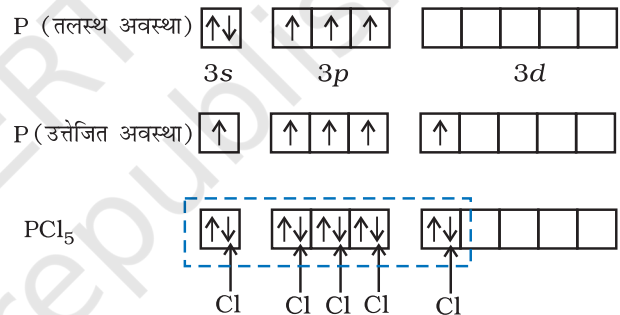 P (तलस्थ अवस्था) ↑↓ ↑ ↑ ↑
3s 3p 3d
P (उत्तेजित अवस्था) ↑ ↑ ↑ ↑ ↑
PCl₅ ↑↓ ↑↓ ↑↓ ↑↓ ↑↓
Cl Cl Cl Cl Cl